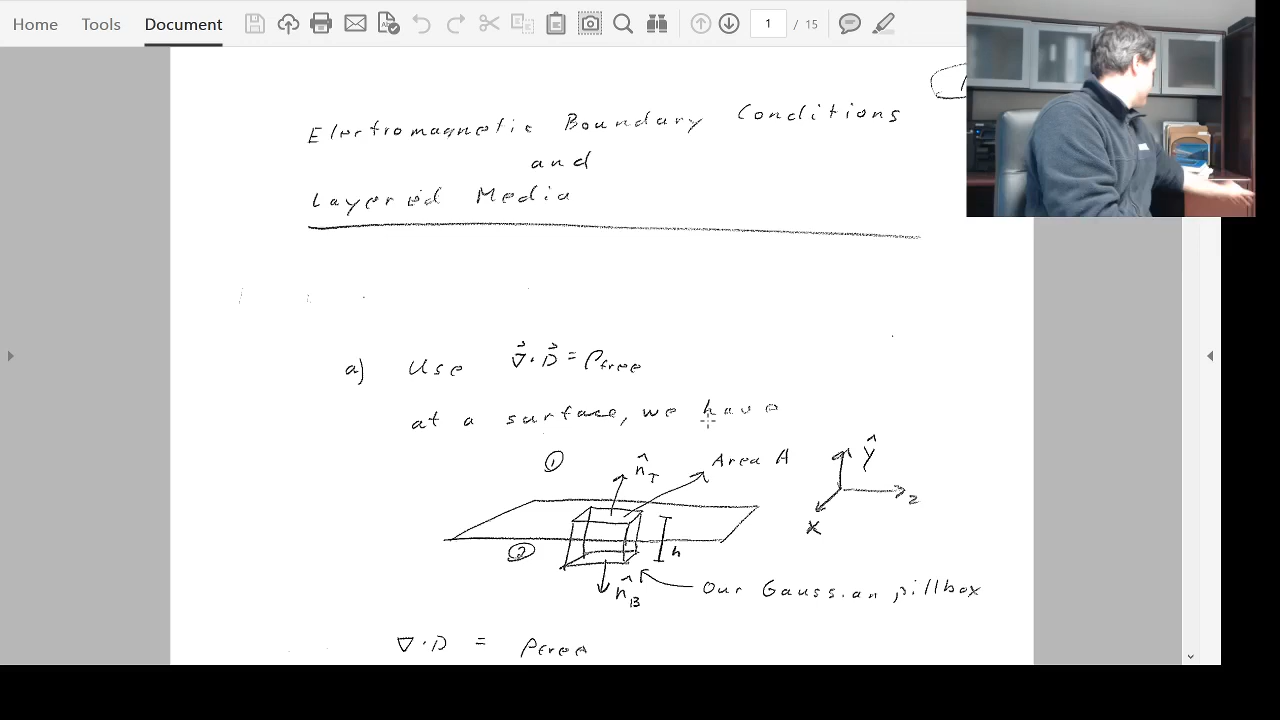 Home Tools Document 1 / 15
Electromagnetic Boundary Conditions
and
Layered Media
a) Use ∇⃗ · D⃗ = ρfree
at a surface, we have
① n̂T Area A ŷ
z
x
② h
n̂B Our Gaussian pillbox
∇ · D = ρfree